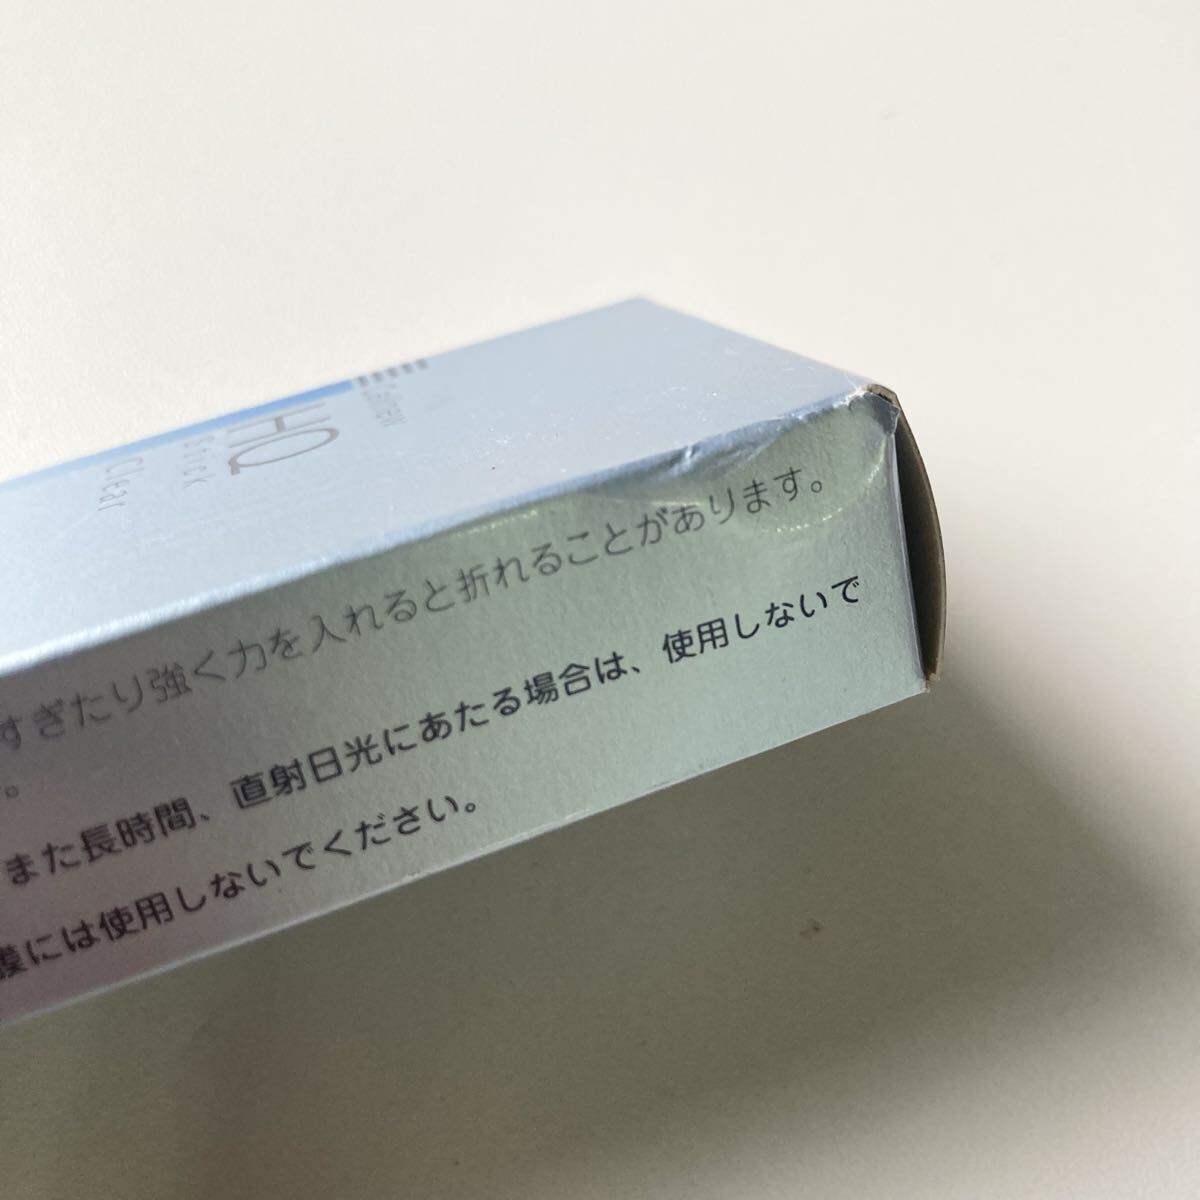 HQ
Stick
Clear
すぎたり強く力を入れると折れることがあります。
。
また長時間、直射日光にあたる場合は、使用しないで
護には使用しないでください。